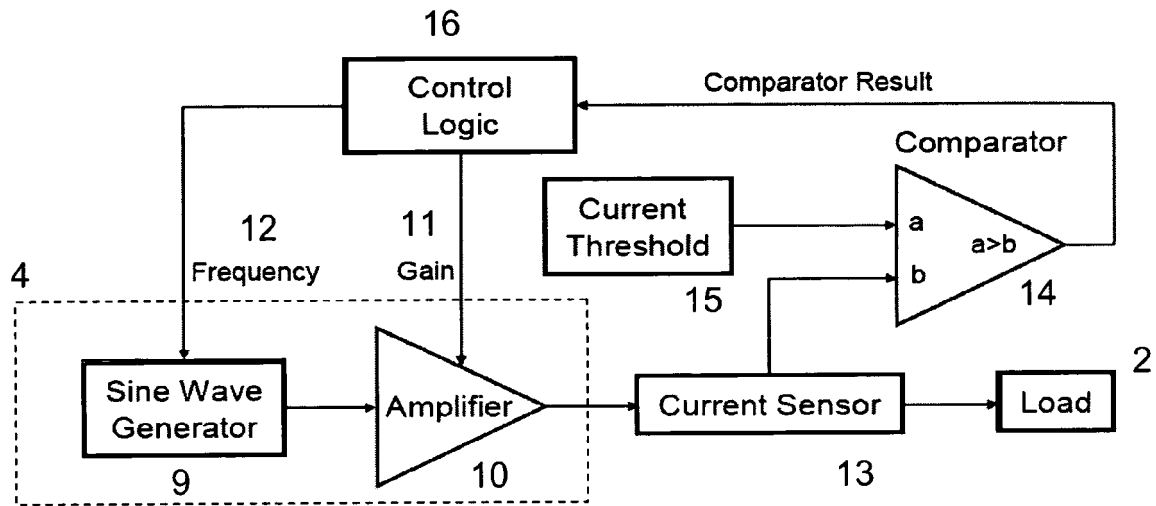 16
Control
Logic
Comparator Result
Comparator
Current
Threshold
a
a>b
b
12
11
Frequency
Gain
4
15
14
2
Sine Wave
Generator
Amplifier
Current Sensor
Load
9
10
13